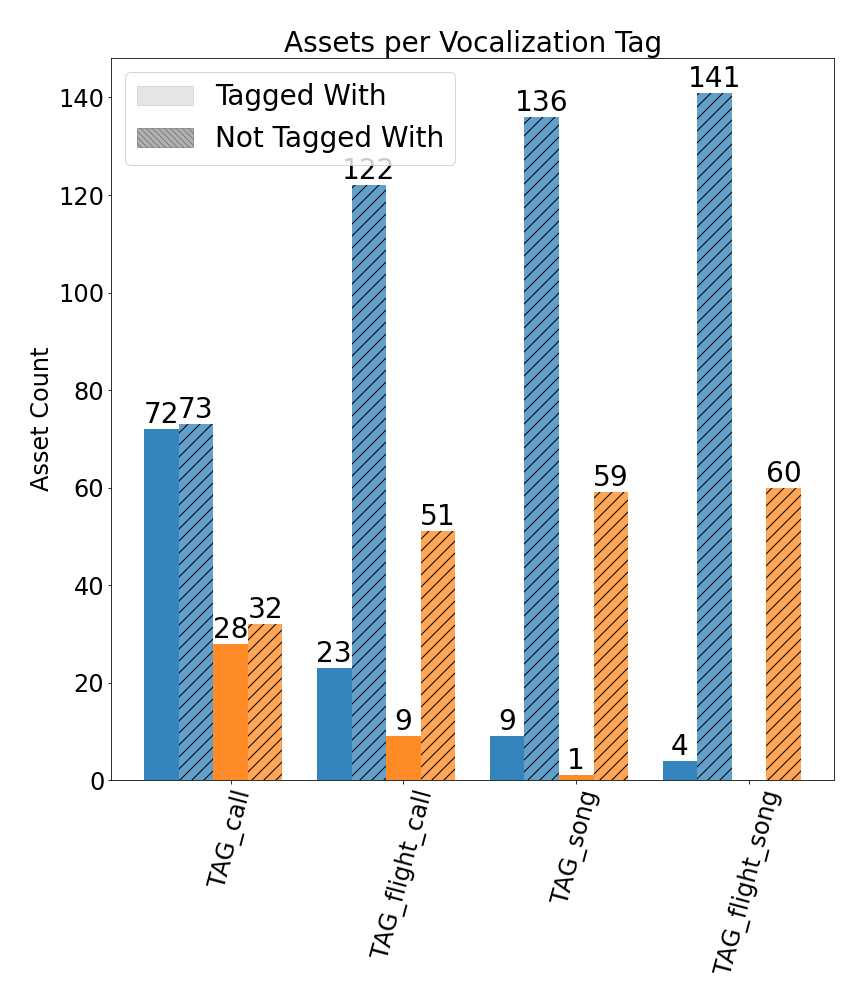 Assets per Vocalization Tag
Tagged With
Not Tagged With
Asset Count
140
120
100
80
60
40
20
0
72
73
28
32
23
122
9
51
9
136
1
59
4
141
60
TAG_call
TAG_flight_call
TAG_song
TAG_flight_song